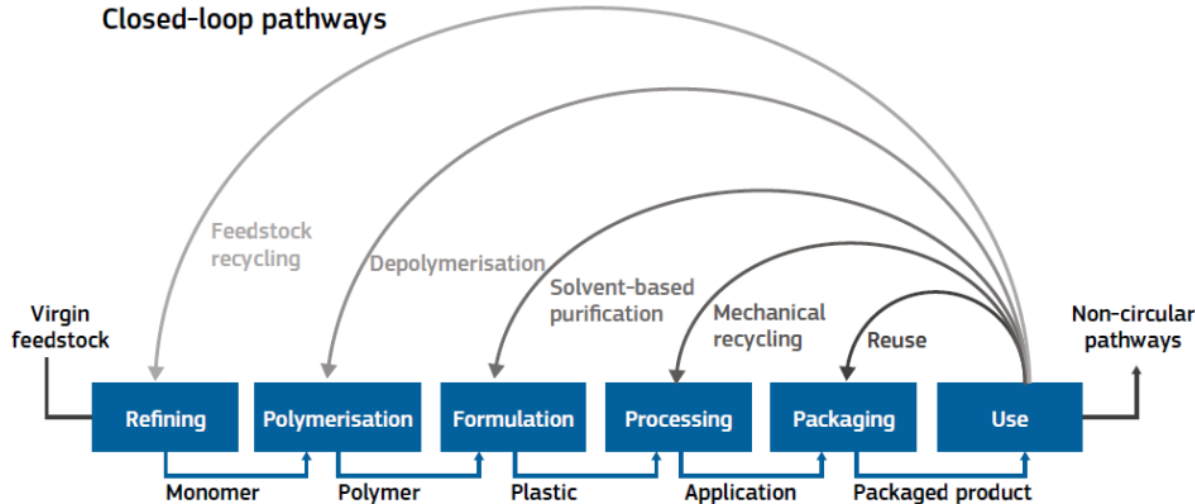 Closed-loop pathways
Feedstock
recycling
Depolymerisation
Solvent-based
purification
Mechanical
recycling
Reuse
Virgin
feedstock
Non-circular
pathways
Refining
Polymerisation
Formulation
Processing
Packaging
Use
Monomer
Polymer
Plastic
Application
Packaged product